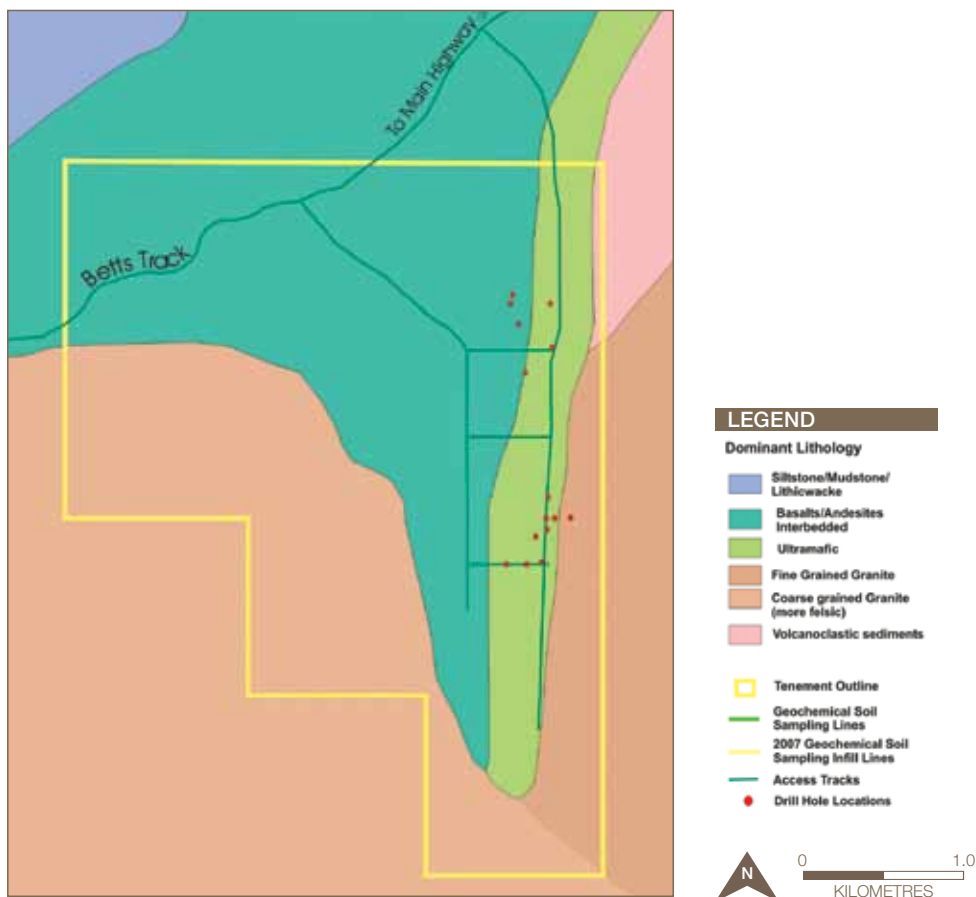 To Main Highway
Betts Track
LEGEND
Dominant Lithology
Siltstone/Mudstone/
Lithicwacke
Basalts/Andesites
Interbedded
Ultramafic
Fine Grained Granite
Coarse grained Granite
(more felsic)
Volcanoclastic sediments
Tenement Outline
Geochemical Soil
Sampling Lines
2007 Geochemical Soil
Sampling Infill Lines
Access Tracks
Drill Hole Locations
N
0 1.0
KILOMETRES